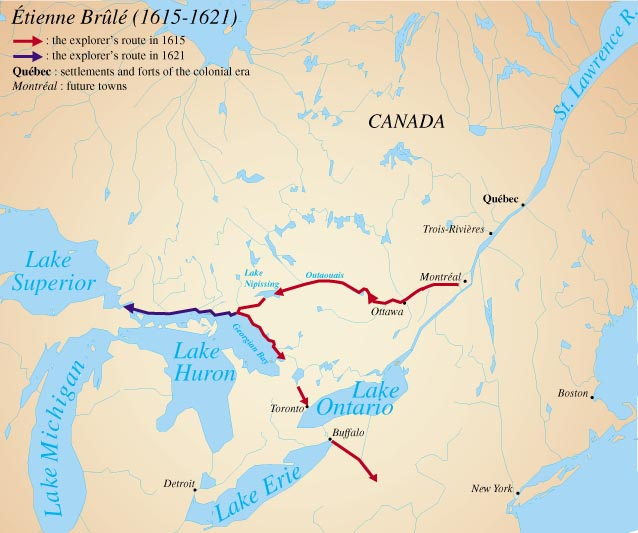 Étienne Brûlé (1615-1621)
: the explorer's route in 1615
: the explorer's route in 1621
Québec : settlements and forts of the colonial era
Montréal : future towns
St. Lawrence R.
CANADA
Québec
Trois-Rivières
Lake
Superior
Lake
Nipissing
Outaouais
Montréal
Ottawa
Georgian Bay
Lake
Huron
Lake Michigan
Lake
Ontario
Toronto
Boston
Buffalo
Detroit
Lake Erie
New York